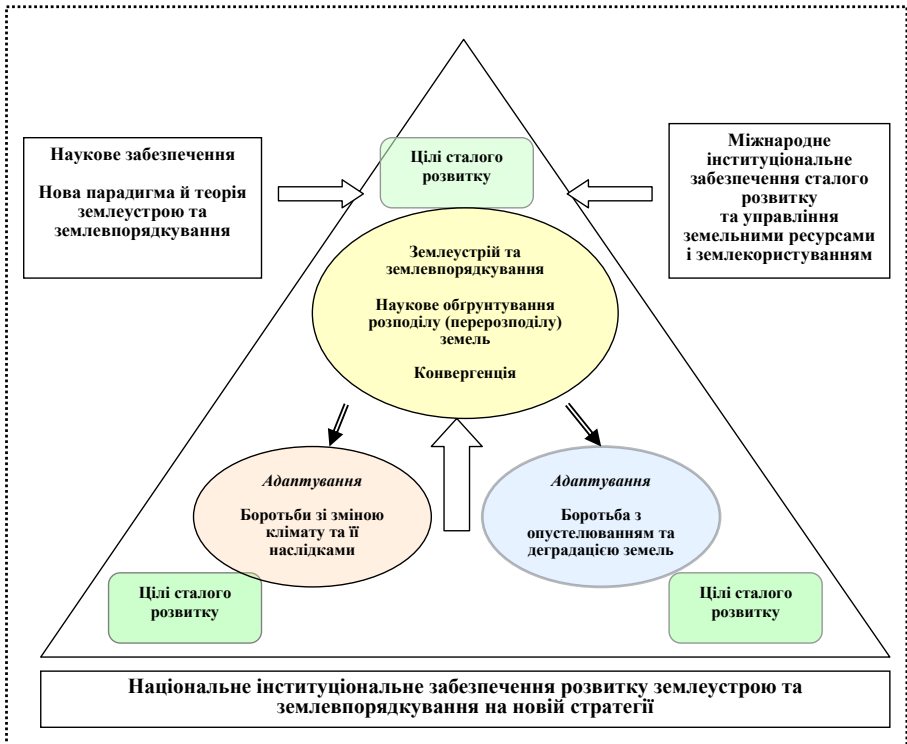 Наукове забезпечення
Нова парадигма й теорія
землеустрою та
землевпорядкування
Цілі сталого
розвитку
Міжнародне
інституціональне
забезпечення сталого
розвитку
та управління
земельними ресурсами
і землекористуванням
Землеустрій та
землевпорядкування
Наукове обґрунтування
розподілу (перерозподілу)
земель
Конвергенція
Адаптування
Боротьби зі зміною
клімату та її
наслідками
Адаптування
Боротьба з
опустелюванням та
деградацією земель
Цілі сталого
розвитку
Цілі сталого
розвитку
Національне інституціональне забезпечення розвитку землеустрою та
землевпорядкування на новій стратегії